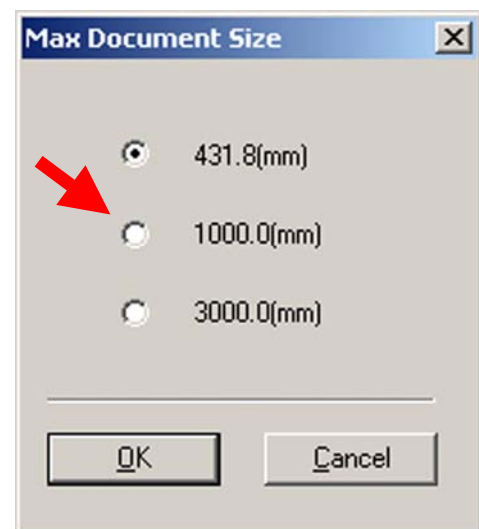 Max Document Size
431.8(mm)
1000.0(mm)
3000.0(mm)
OK
Cancel